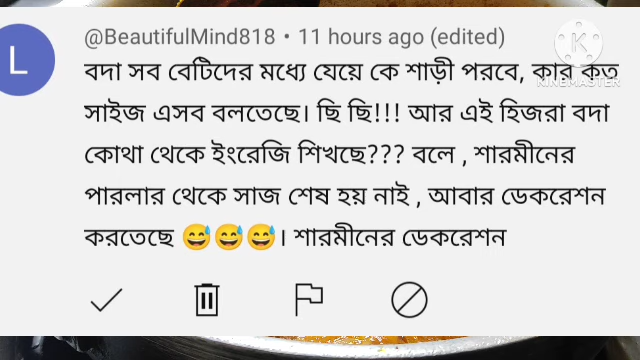 @BeautifulMind818 • 11 hours ago (edited)
L
বদা সব বেটিদের মধ্যে যেয়ে কে শাড়ী পরবে, কার কত
সাইজ এসব বলতেছে। ছি ছি!!! আর এই হিজরা বদা
কোথা থেকে ইংরেজি শিখছে??? বলে , শারমীনের
পারলার থেকে সাজ শেষ হয় নাই , আবার ডেকরেশন
করতেছে 😅😅😅। শারমীনের ডেকরেশন
K
KINEMASTER